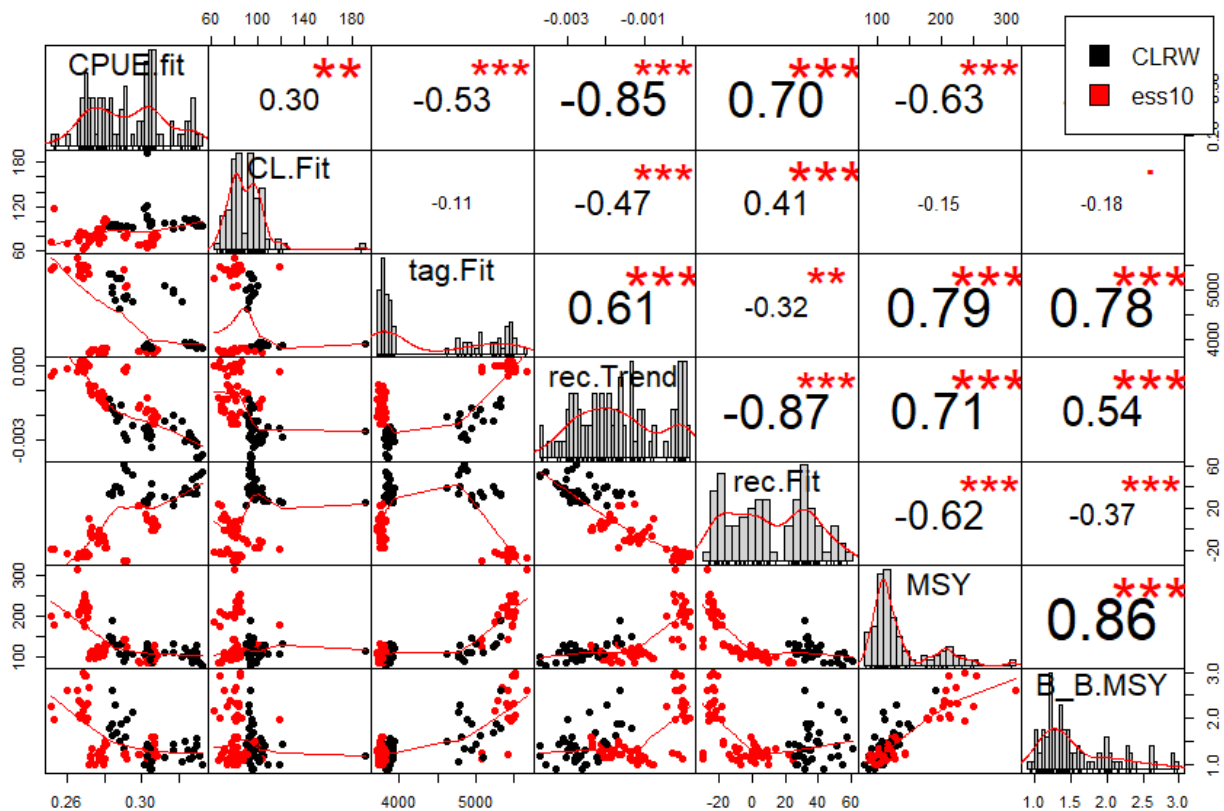 60 80 100 140 180 -0.003 -0.001 100 200 300
CPUE.fit 0.30 ** -0.53 *** -0.85 *** 0.70 *** -0.63 ***
CLRW
ess10
60 120 180 CL.Fit -0.11 -0.47 *** 0.41 *** -0.15 -0.18 .
tag.Fit 0.61 *** -0.32 ** 0.79 *** 0.78 *** 4000 5000
-0.003 0.000 rec.Trend -0.87 *** 0.71 *** 0.54 ***
rec.Fit -0.62 *** -0.37 *** -20 20 60
100 200 300 MSY 0.86 ***
B_B.MSY 1.0 2.0 3.0
0.26 0.30 4000 5000 -20 0 20 40 60 1.0 1.5 2.0 2.5 3.0